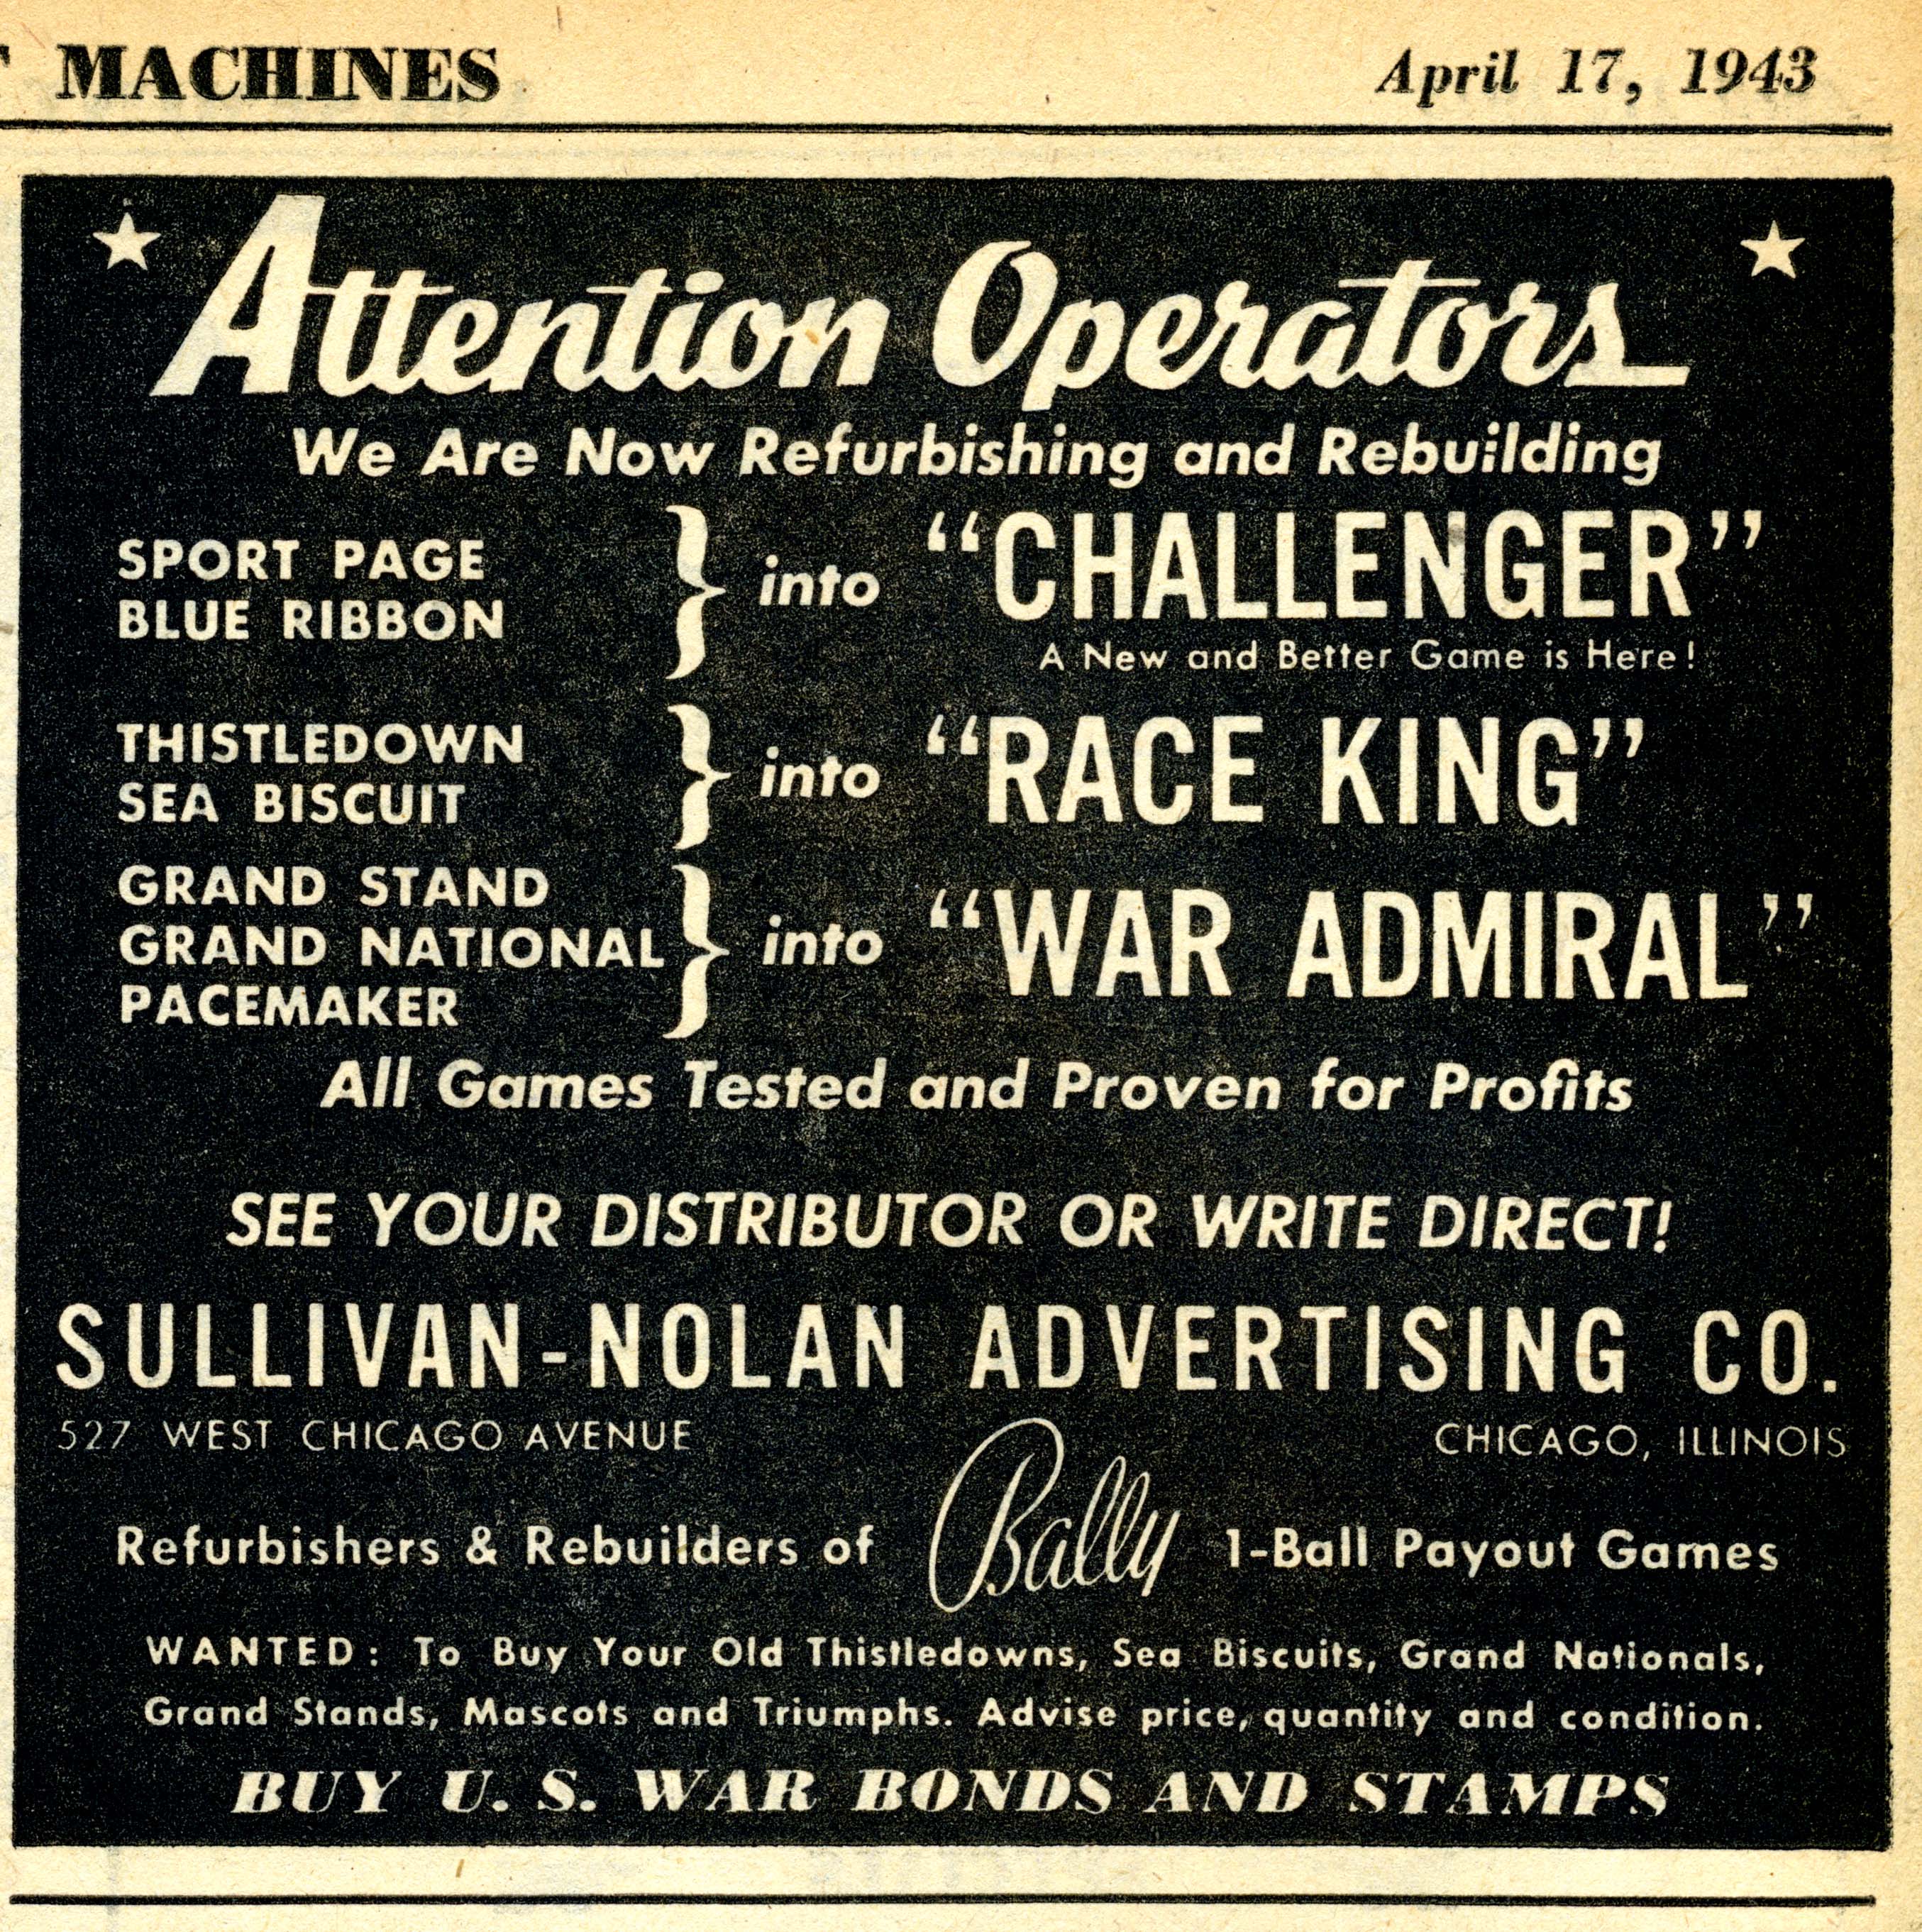 MACHINES April 17, 1943
Attention Operators
We Are Now Refurbishing and Rebuilding
SPORT PAGE
BLUE RIBBON
} into "CHALLENGER"
A New and Better Game is Here!
THISTLEDOWN
SEA BISCUIT
} into "RACE KING"
GRAND STAND
GRAND NATIONAL
PACEMAKER
} into "WAR ADMIRAL"
All Games Tested and Proven for Profits
SEE YOUR DISTRIBUTOR OR WRITE DIRECT!
SULLIVAN-NOLAN ADVERTISING CO.
527 WEST CHICAGO AVENUE CHICAGO, ILLINOIS
Refurbishers & Rebuilders of Bally 1-Ball Payout Games
WANTED: To Buy Your Old Thistledowns, Sea Biscuits, Grand Nationals,
Grand Stands, Mascots and Triumphs. Advise price, quantity and condition.
BUY U. S. WAR BONDS AND STAMPS